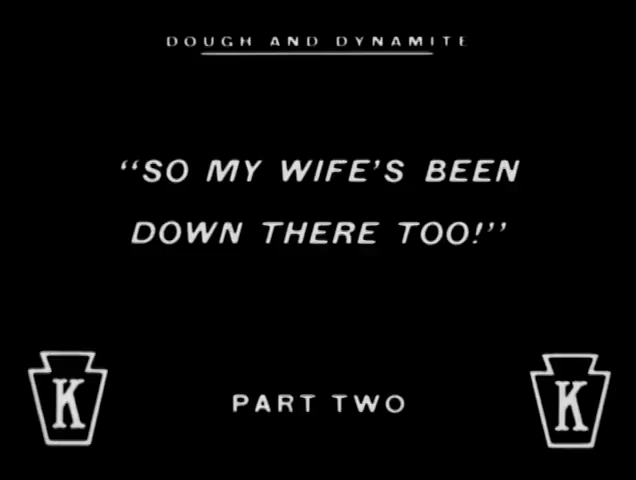 DOUGH AND DYNAMITE
"SO MY WIFE'S BEEN
DOWN THERE TOO!"
K
PART TWO
K